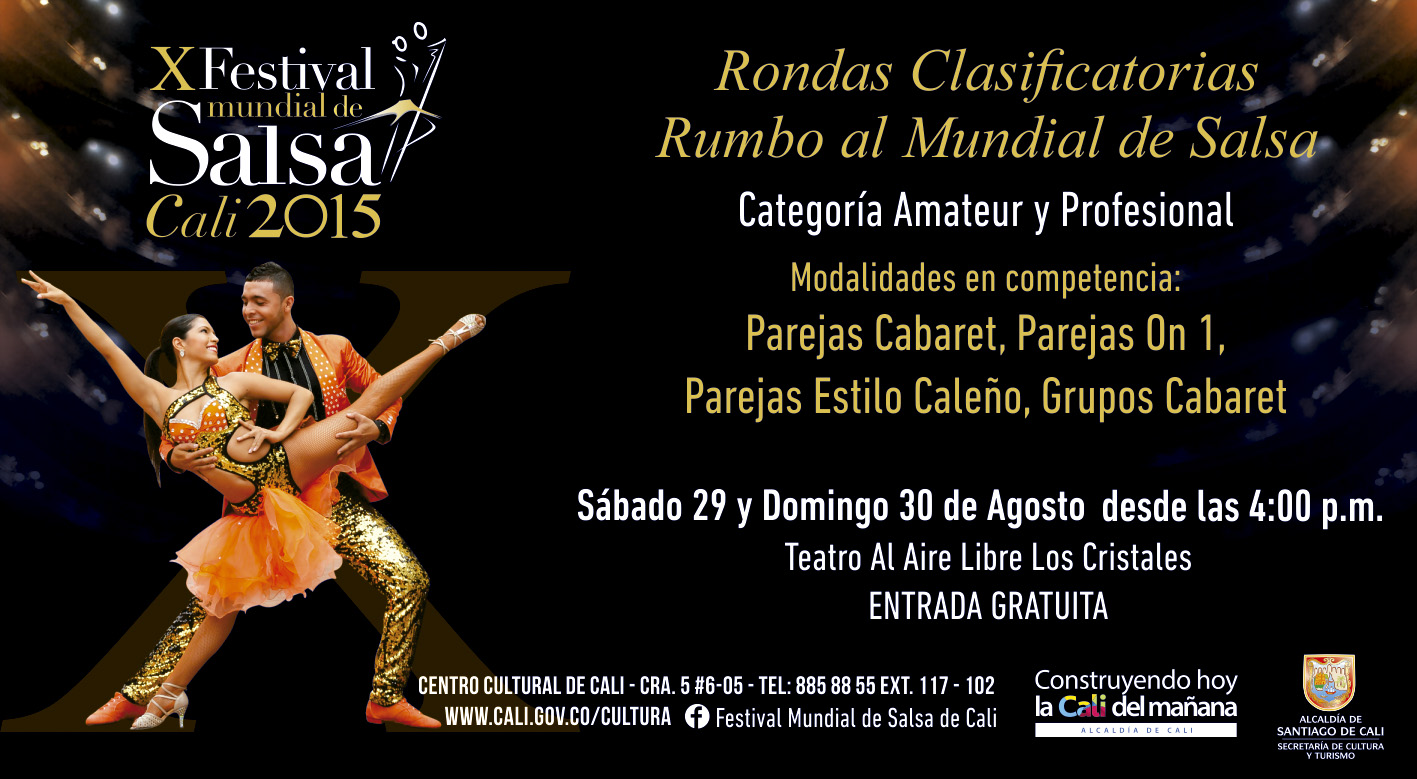 X Festival
mundial de
Salsa
Cali 2015
Rondas Clasificatorias
Rumbo al Mundial de Salsa
Categoría Amateur y Profesional
Modalidades en competencia:
Parejas Cabaret, Parejas On 1,
Parejas Estilo Caleño, Grupos Cabaret
Sábado 29 y Domingo 30 de Agosto desde las 4:00 p.m.
Teatro Al Aire Libre Los Cristales
ENTRADA GRATUITA
CENTRO CULTURAL DE CALI - CRA. 5 #6-05 - TEL: 885 88 55 EXT. 117 - 102
WWW.CALI.GOV.CO/CULTURA Festival Mundial de Salsa de Cali
Construyendo hoy
la Cali del mañana
ALCALDÍA DE CALI
ALCALDÍA DE
SANTIAGO DE CALI
SECRETARÍA DE CULTURA
Y TURISMO